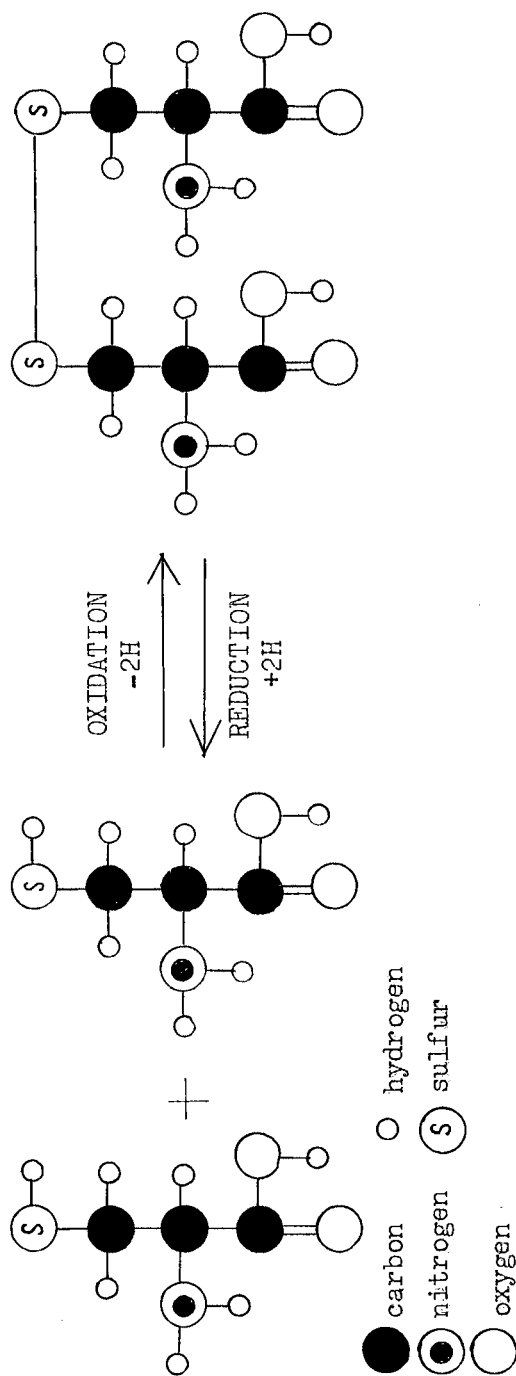 S
S
S
S
OXIDATION
-2H
REDUCTION
+2H
carbon
hydrogen
nitrogen
S sulfur
oxygen